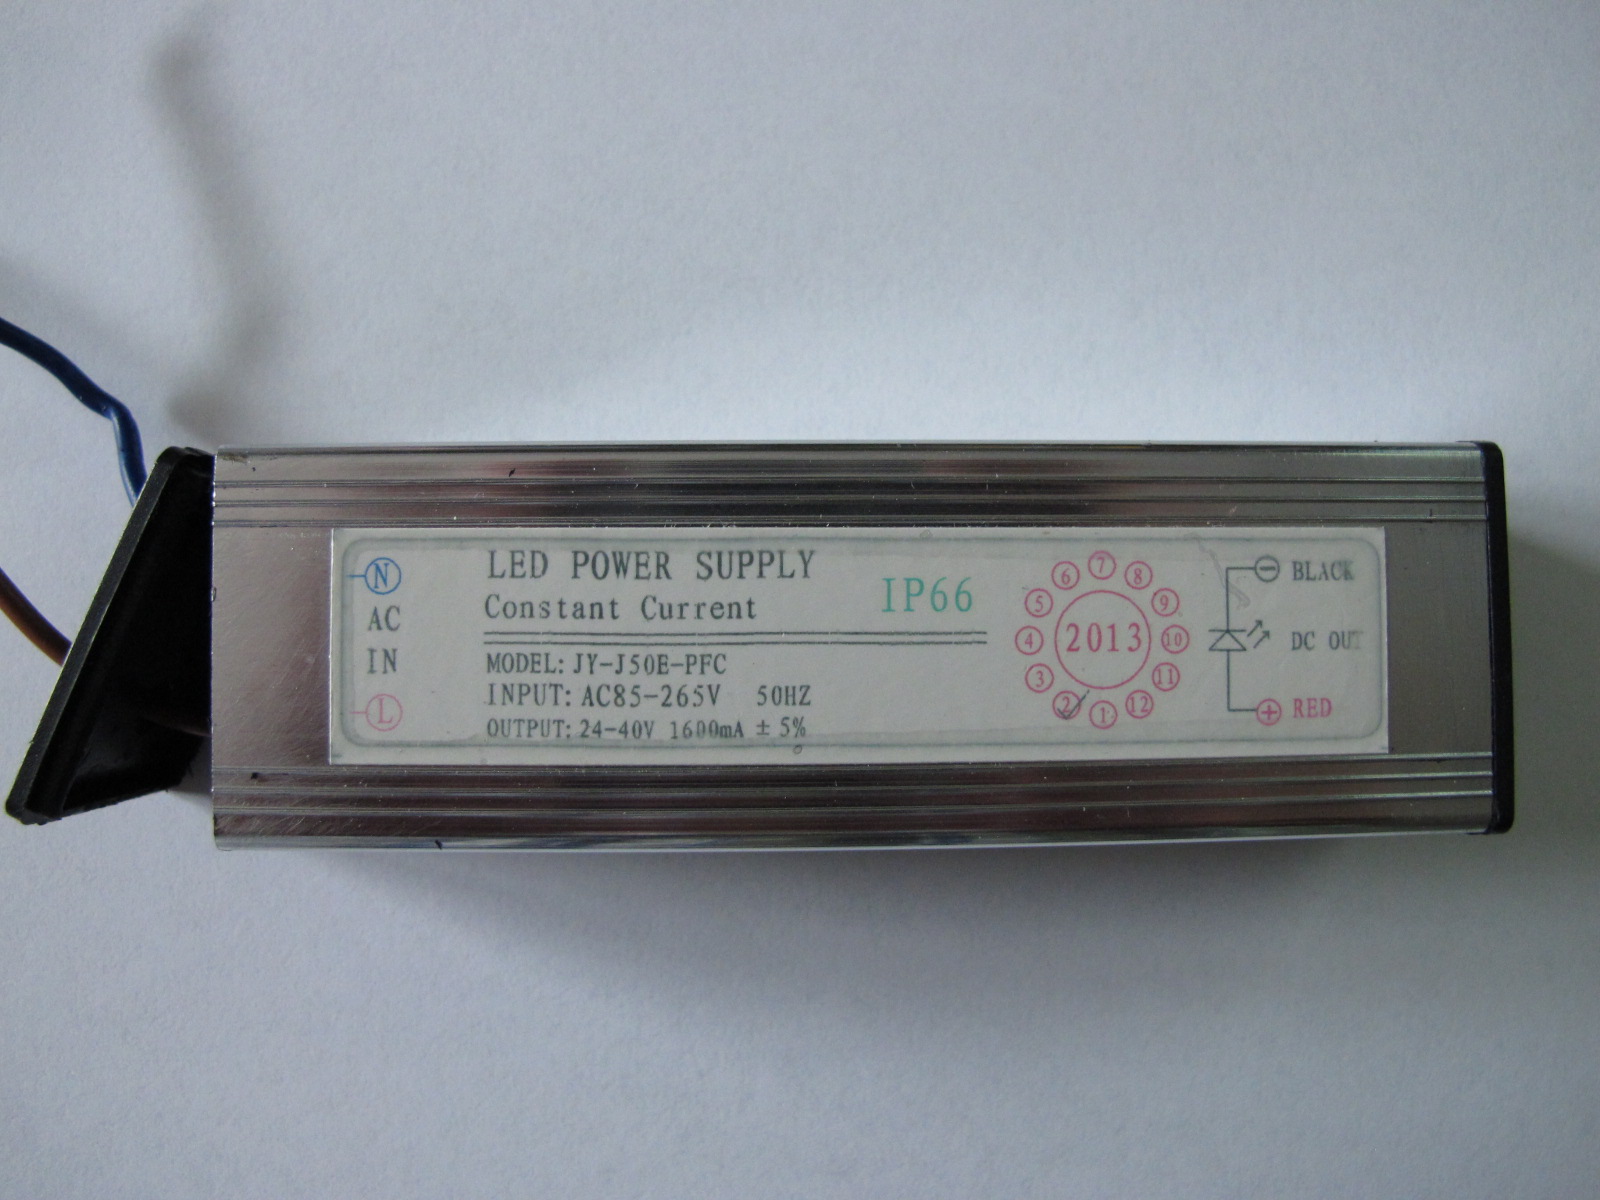 N
AC
IN
L
LED POWER SUPPLY
Constant Current
IP66
MODEL: JY-J50E-PFC
INPUT: AC85-265V 50HZ
OUTPUT: 24-40V 1600mA ± 5%
2013
1
2
3
4
5
6
7
8
9
10
11
12
− BLACK
DC OUT
+ RED